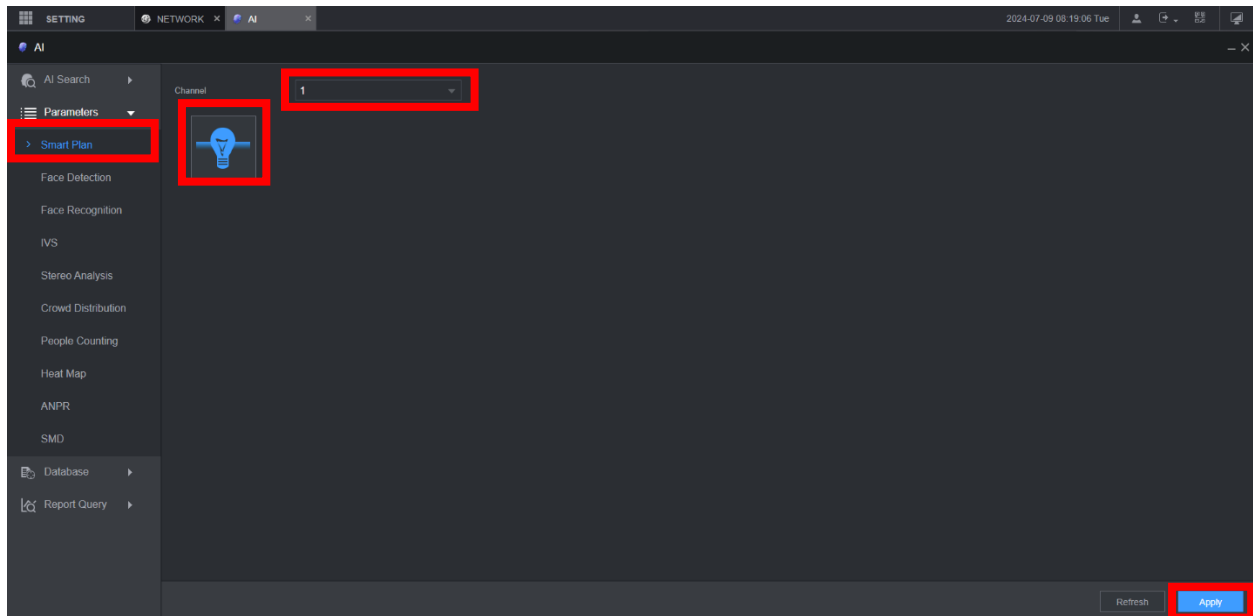 SETTING NETWORK AI 2024-07-09 08:19:06 Tue
AI
AI Search
Parameters
Smart Plan
Face Detection
Face Recognition
IVS
Stereo Analysis
Crowd Distribution
People Counting
Heat Map
ANPR
SMD
Database
Report Query
Channel 1
Refresh Apply